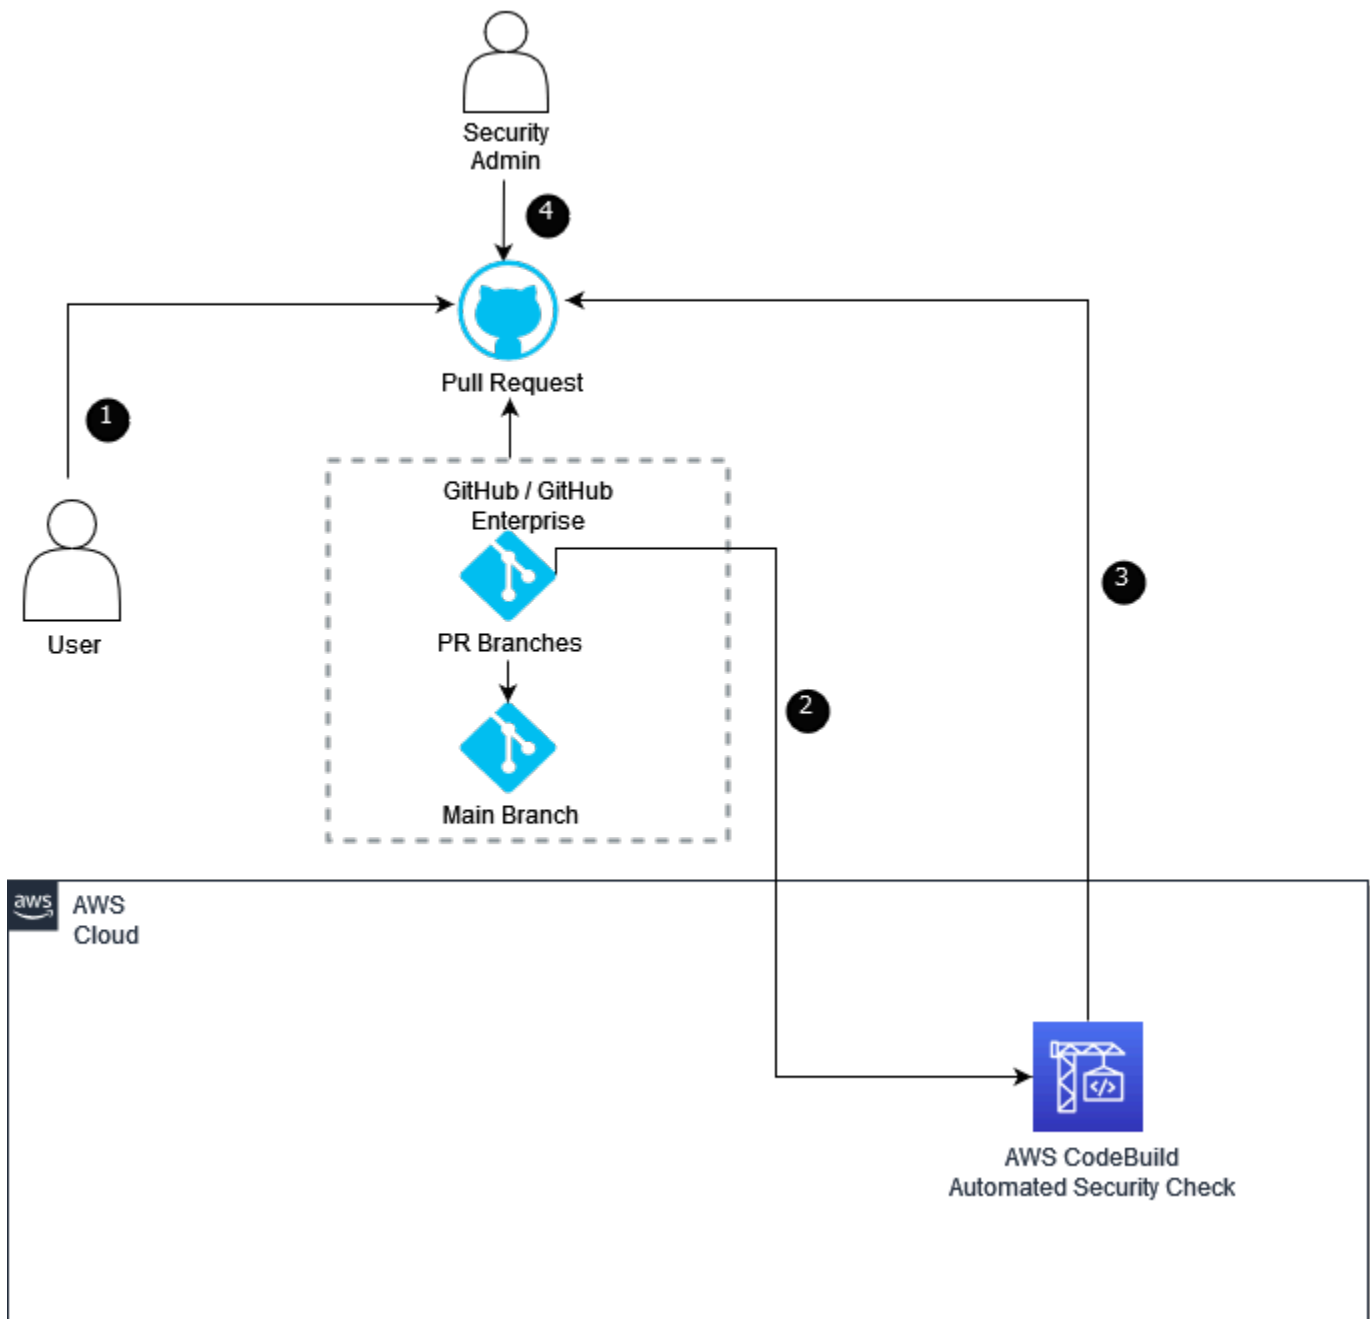 Security
Admin
4
Pull Request
1
GitHub / GitHub
Enterprise
3
User
PR Branches
2
Main Branch
aws
AWS
Cloud
</>
AWS CodeBuild
Automated Security Check